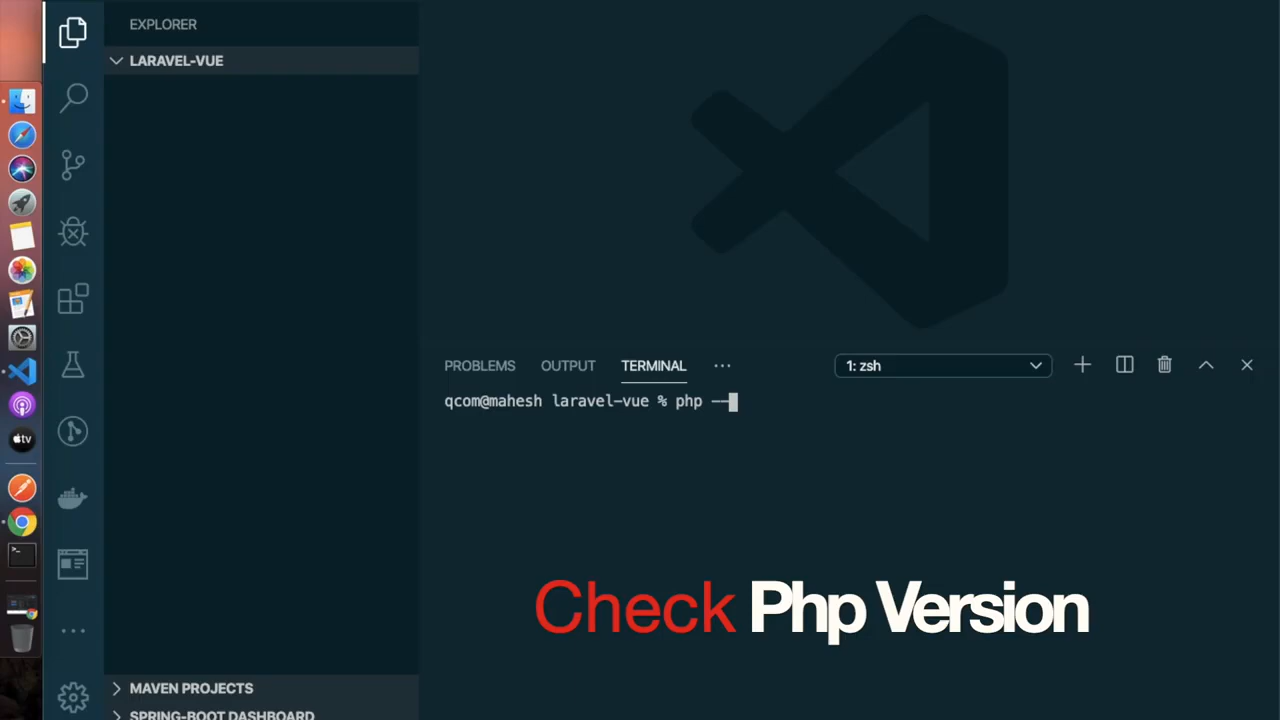 EXPLORER
LARAVEL-VUE
PROBLEMS OUTPUT TERMINAL ··· 1: zsh
qcom@mahesh laravel-vue % php --
tv
Check Php Version
MAVEN PROJECTS
SPRING-BOOT DASHBOARD